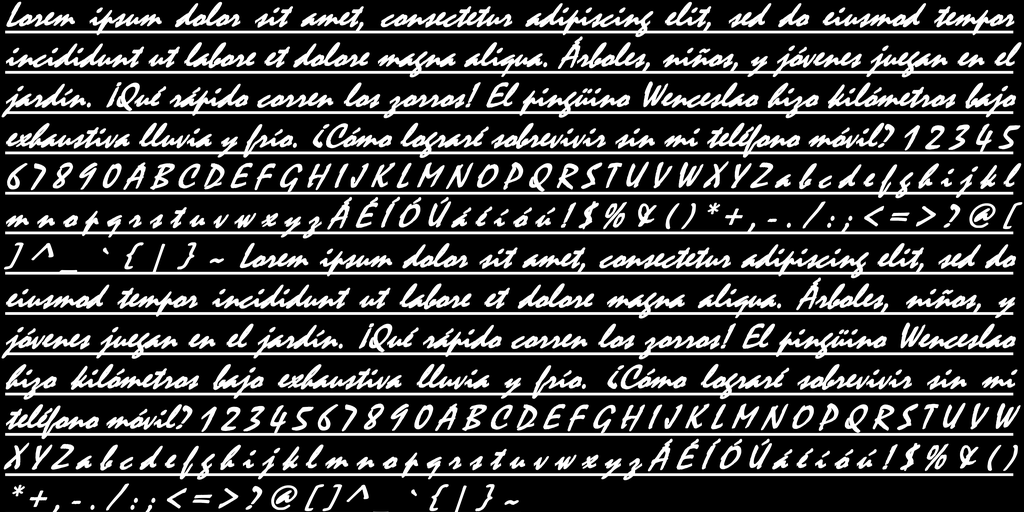 Lorem ipsum dolor sit amet, consectetur adipiscing elit, sed do eiusmod tempor
incididunt ut labore et dolore magna aliqua. Árboles, niños, y jóvenes juegan en el
jardín. ¡Qué rápido corren los zorros! El pingüino Wenceslao hizo kilómetros bajo
exhaustiva lluvia y frío. ¿Cómo lograré sobrevivir sin mi teléfono móvil? 1 2 3 4 5
6 7 8 9 0 A B C D E F G H I J K L M N O P Q R S T U V W X Y Z a b c d e f g h i j k l
m n o p q r s t u v w x y z Á É Í Ó Ú á é í ó ú ! $ % & ( ) * + , - . / : ; < = > ? @ [
] ^ _ ` { | } ~ Lorem ipsum dolor sit amet, consectetur adipiscing elit, sed do
eiusmod tempor incididunt ut labore et dolore magna aliqua. Árboles, niños, y
jóvenes juegan en el jardín. ¡Qué rápido corren los zorros! El pingüino Wenceslao
hizo kilómetros bajo exhaustiva lluvia y frío. ¿Cómo lograré sobrevivir sin mi
teléfono móvil? 1 2 3 4 5 6 7 8 9 0 A B C D E F G H I J K L M N O P Q R S T U V W
X Y Z a b c d e f g h i j k l m n o p q r s t u v w x y z Á É Í Ó Ú á é í ó ú ! $ % & ( )
* + , - . / : ; < = > ? @ [ ] ^ _ ` { | } ~